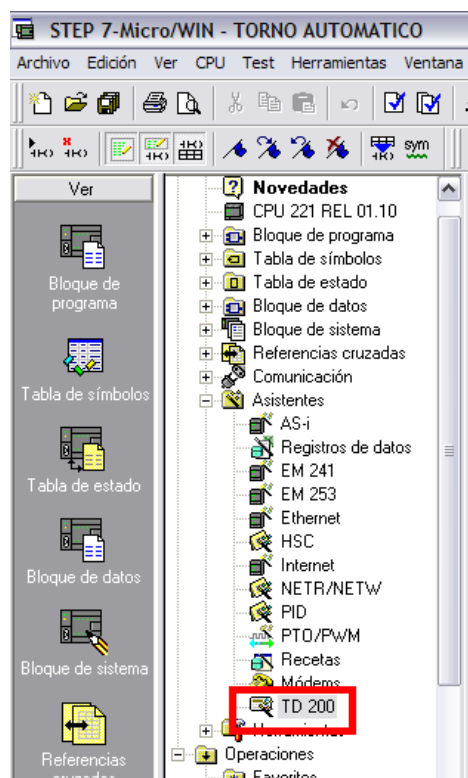 STEP 7-Micro/WIN - TORNO AUTOMATICO
Archivo Edición Ver CPU Test Herramientas Ventana
sym
Ver
Bloque de
programa
Tabla de símbolos
Tabla de estado
Bloque de datos
Bloque de sistema
Referencias
cruzadas
Novedades
CPU 221 REL 01.10
Bloque de programa
Tabla de símbolos
Tabla de estado
Bloque de datos
Bloque de sistema
Referencias cruzadas
Comunicación
Asistentes
AS-i
Registros de datos
EM 241
EM 253
Ethernet
HSC
Internet
NETR/NETW
PID
PTO/PWM
Recetas
Módems
TD 200
Herramientas
Operaciones
Favoritos